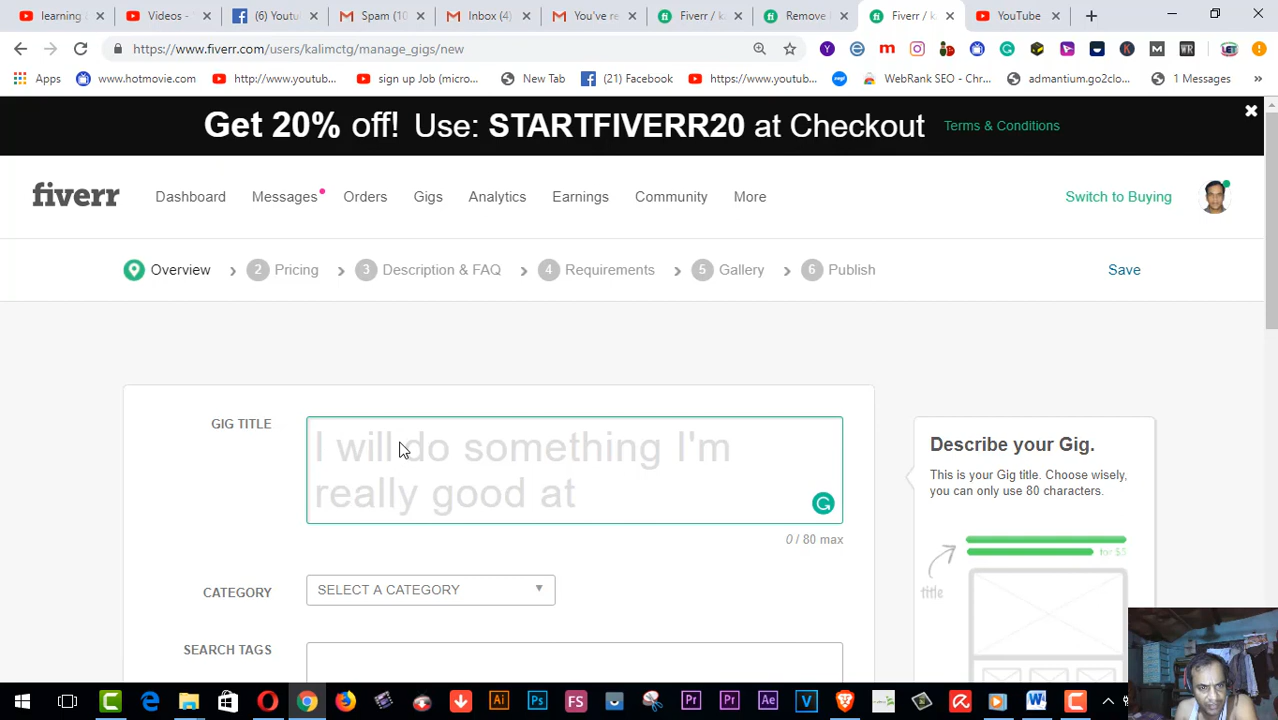 learning
Videos -
(6) Youtu
Spam (10
Inbox (4)
You've re
Fiverr / k
Remove
Fiverr / k
YouTube
https://www.fiverr.com/users/kalimctg/manage_gigs/new
Apps
www.hotmovie.com
http://www.youtub...
sign up Job (micro...
New Tab
(21) Facebook
https://www.youtub...
WebRank SEO - Chr...
admantium.go2clo...
1 Messages
Get 20% off! Use: STARTFIVERR20 at Checkout
Terms & Conditions
fiverr
Dashboard
Messages
Orders
Gigs
Analytics
Earnings
Community
More
Switch to Buying
Overview
2 Pricing
3 Description & FAQ
4 Requirements
5 Gallery
6 Publish
Save
GIG TITLE
I will do something I'm
really good at
0 / 80 max
CATEGORY
SELECT A CATEGORY
SEARCH TAGS
Describe your Gig.
This is your Gig title. Choose wisely,
you can only use 80 characters.
for $5
title